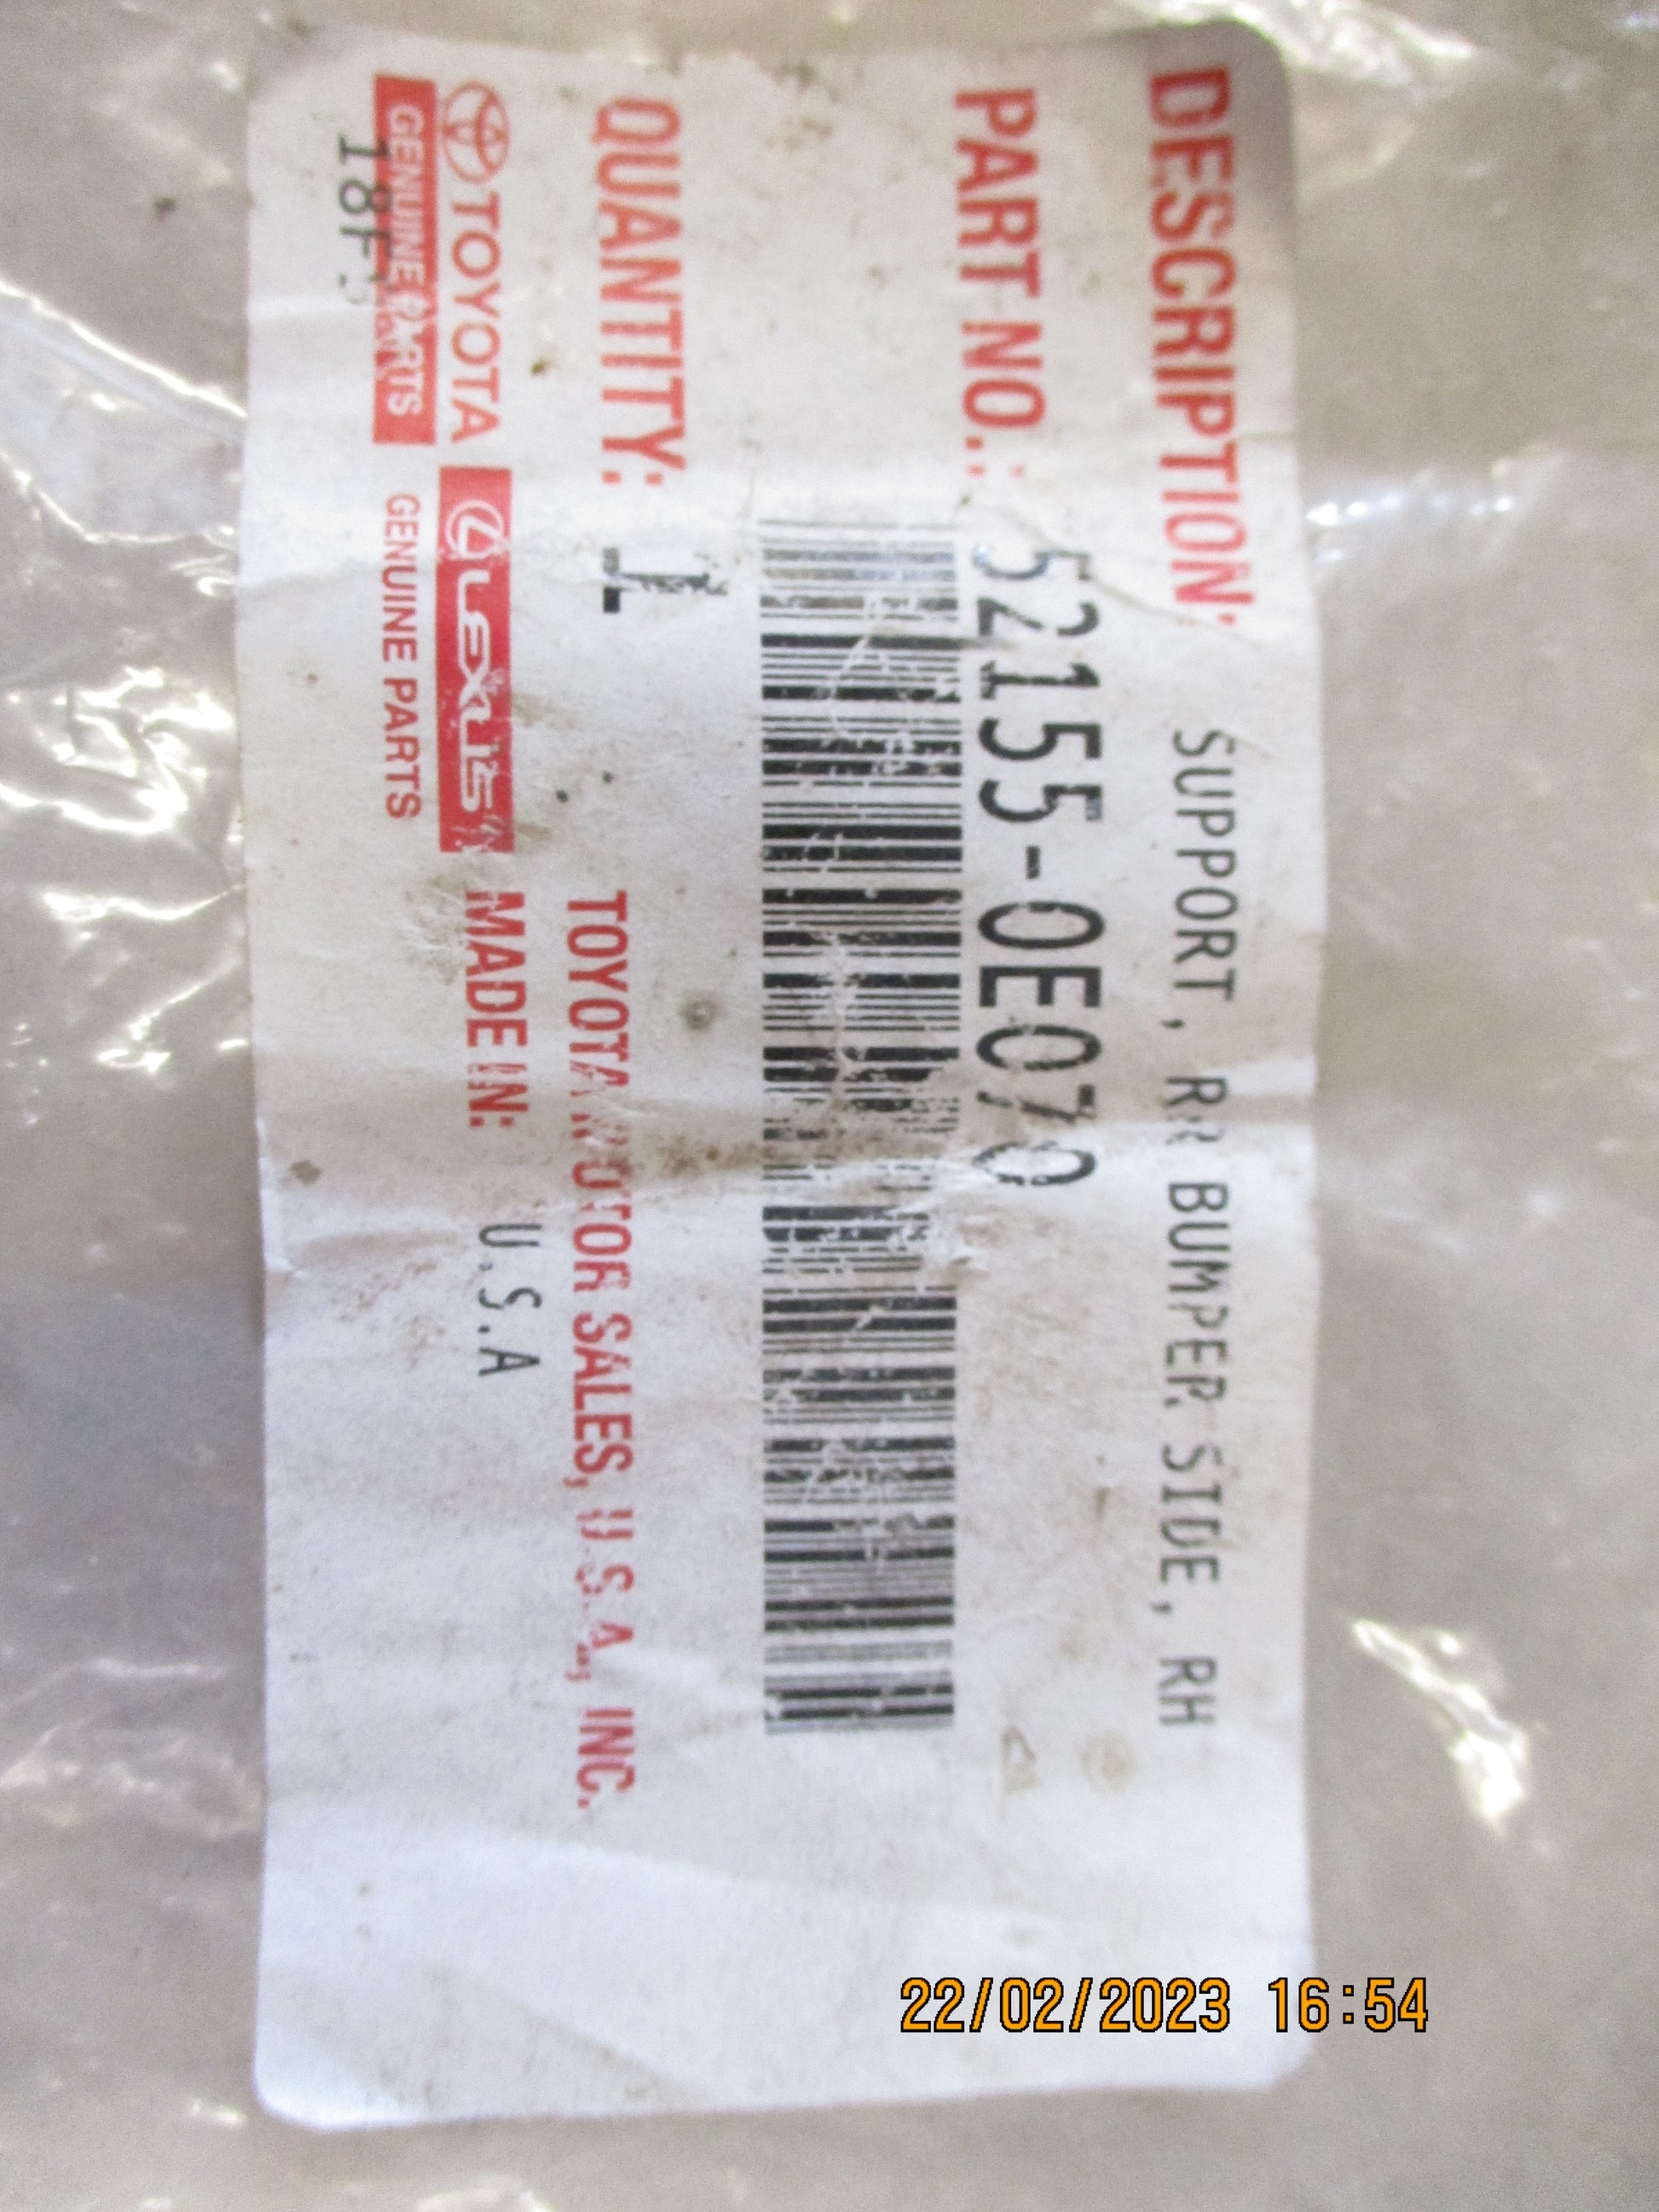 DESCRIPTION:
SUPPORT, RR BUMPER SIDE, RH
PART NO.: 52155-0E070
QUANTITY: 1
TOYOTA MOTOR SALES, U.S.A., INC.
TOYOTA LEXUS MADE IN: U.S.A
GENUINE PARTS GENUINE PARTS
22/02/2023 16:54